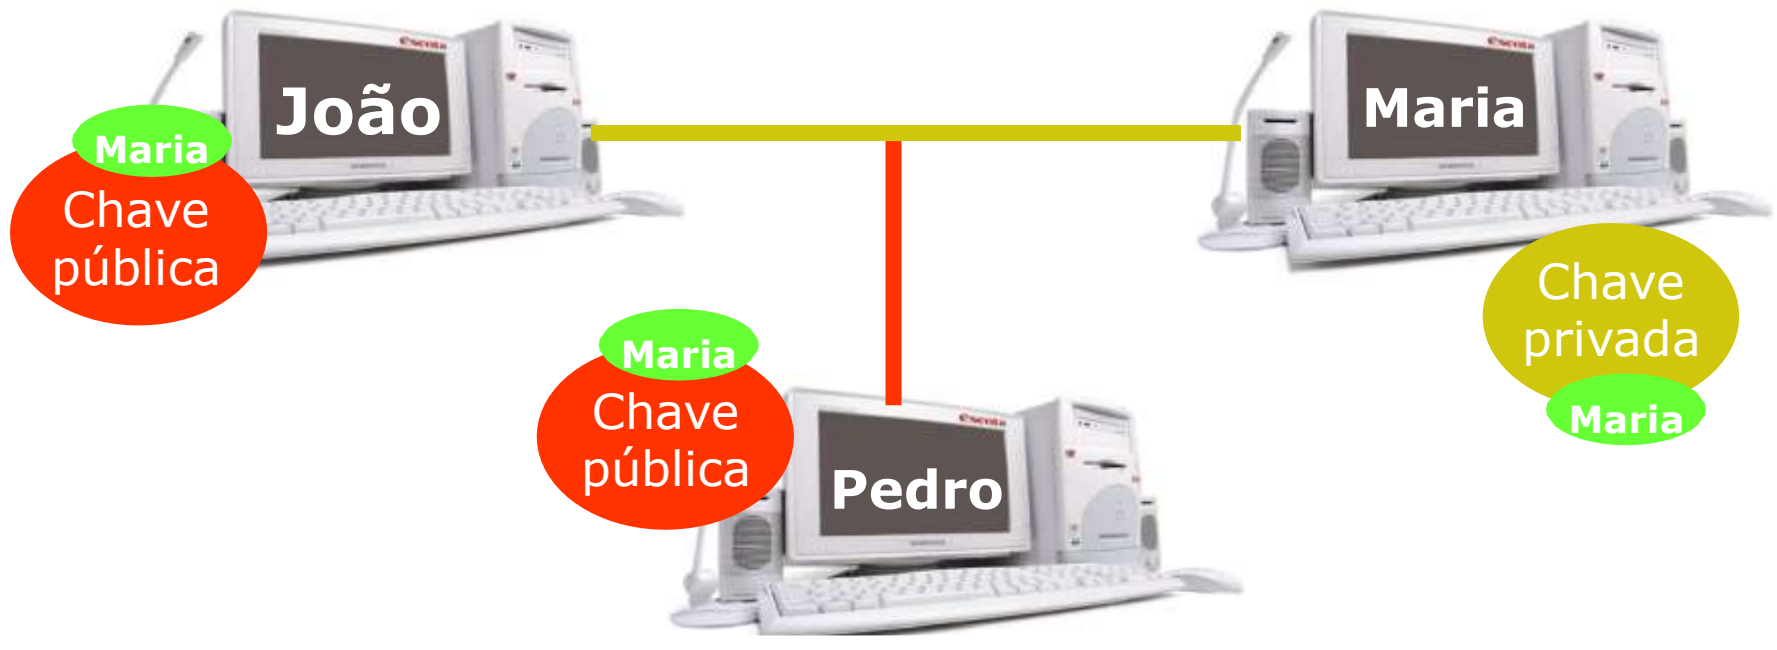 João
Maria
Chave
pública
Maria
Chave
privada
Maria
Maria
Chave
pública
Pedro